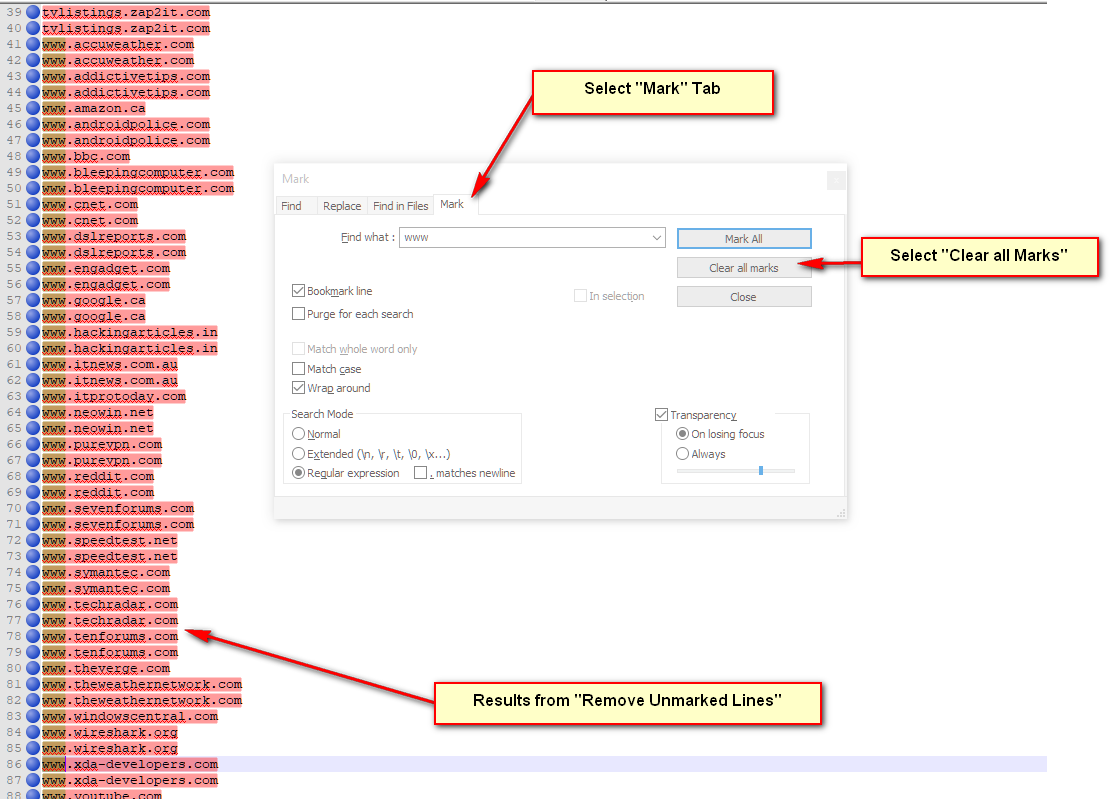 39 tvlistings.zap2it.com
40 tvlistings.zap2it.com
41 www.accuweather.com
42 www.accuweather.com
43 www.addictivetips.com
44 www.addictivetips.com
45 www.amazon.ca
46 www.androidpolice.com
47 www.androidpolice.com
48 www.bbc.com
49 www.bleepingcomputer.com
50 www.bleepingcomputer.com
51 www.cnet.com
52 www.cnet.com
53 www.dslreports.com
54 www.dslreports.com
55 www.engadget.com
56 www.engadget.com
57 www.google.ca
58 www.google.ca
59 www.hackingarticles.in
60 www.hackingarticles.in
61 www.itnews.com.au
62 www.itnews.com.au
63 www.itprotoday.com
64 www.neowin.net
65 www.neowin.net
66 www.purevpn.com
67 www.purevpn.com
68 www.reddit.com
69 www.reddit.com
70 www.sevenforums.com
71 www.sevenforums.com
72 www.speedtest.net
73 www.speedtest.net
74 www.symantec.com
75 www.symantec.com
76 www.techradar.com
77 www.techradar.com
78 www.tenforums.com
79 www.tenforums.com
80 www.theverge.com
81 www.theweathernetwork.com
82 www.theweathernetwork.com
83 www.windowscentral.com
84 www.wireshark.org
85 www.wireshark.org
86 www.xda-developers.com
87 www.xda-developers.com
88 www.youtube.com
Select "Mark" Tab
Mark
Find Replace Find in Files Mark
Find what : www
Mark All
Clear all marks
Select "Clear all Marks"
Close
Bookmark line
In selection
Purge for each search
Match whole word only
Match case
Wrap around
Search Mode
Normal
Extended (\n, \r, \t, \0, \x...)
Regular expression
. matches newline
Transparency
On losing focus
Always
Results from "Remove Unmarked Lines"